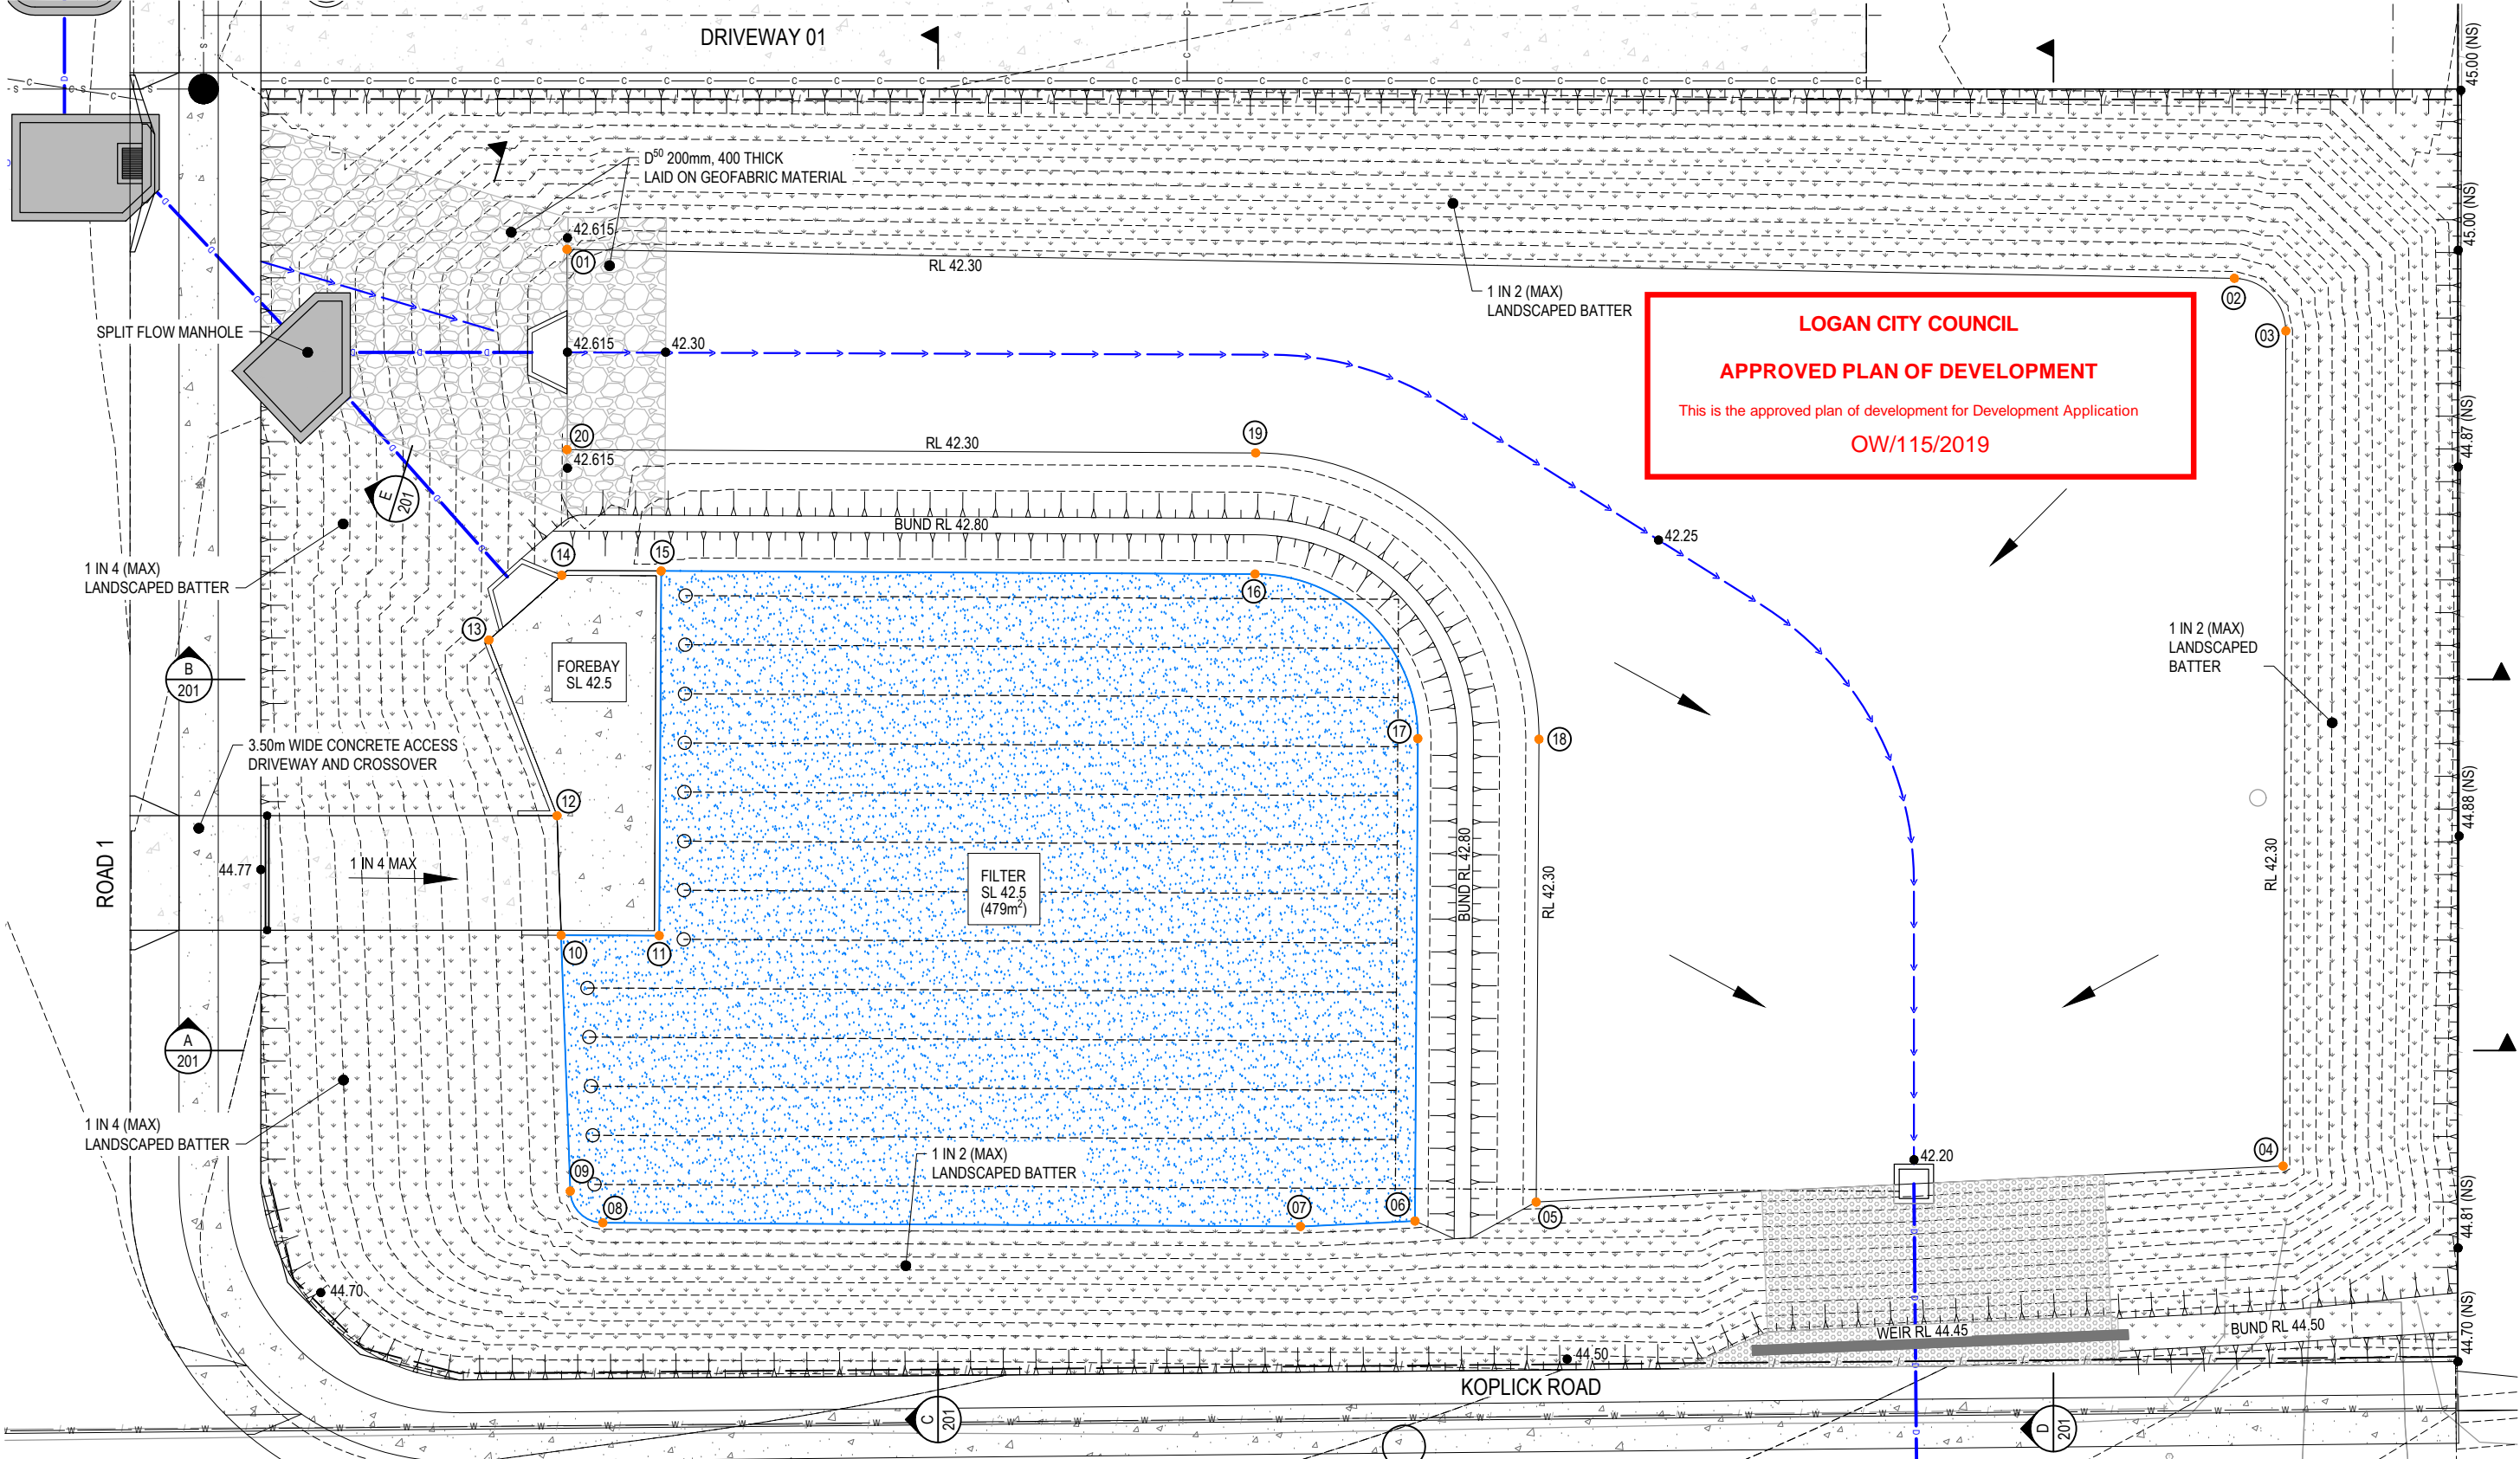 DRIVEWAY 01
45.00 (NS)
D50 200mm, 400 THICK
LAID ON GEOFABRIC MATERIAL
42.615
01
RL 42.30
45.00 (NS)
1 IN 2 (MAX)
LANDSCAPED BATTER
02
03
LOGAN CITY COUNCIL
APPROVED PLAN OF DEVELOPMENT
This is the approved plan of development for Development Application
OW/115/2019
SPLIT FLOW MANHOLE
42.615
42.30
20
42.615
RL 42.30
19
44.87 (NS)
E
201
BUND RL 42.80
42.25
14
15
16
1 IN 4 (MAX)
LANDSCAPED BATTER
13
FOREBAY
SL 42.5
B
201
17
18
1 IN 2 (MAX)
LANDSCAPED
BATTER
3.50m WIDE CONCRETE ACCESS
DRIVEWAY AND CROSSOVER
12
44.88 (NS)
ROAD 1
44.77
1 IN 4 MAX
FILTER
SL 42.5
(479m2)
BUND RL 42.80
RL 42.30
RL 42.30
10
11
A
201
1 IN 4 (MAX)
LANDSCAPED BATTER
09
08
1 IN 2 (MAX)
LANDSCAPED BATTER
07
06
05
42.20
04
44.81 (NS)
44.70
44.50
WEIR RL 44.45
BUND RL 44.50
44.70 (NS)
KOPLICK ROAD
C
201
D
201